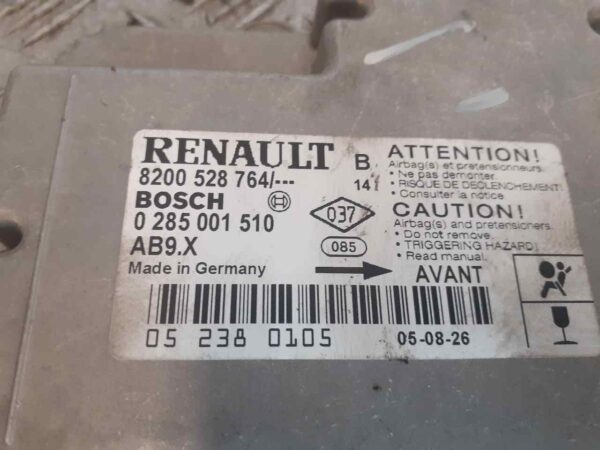 RENAULT B
8200 528 764/--- 14
BOSCH
0 285 001 510
037
AB9.X
085
Made in Germany
AVANT
05 238 0105
05-08-26
ATTENTION!
Airbag(s) et pretensionneurs.
• Ne pas demonter
• RISQUE DE DECLENCHEMENT!
• Consulter la notice
CAUTION!
Airbag(s) and pretensioners.
• Do not remove.
• TRIGGERING HAZARD!
• Read manual.